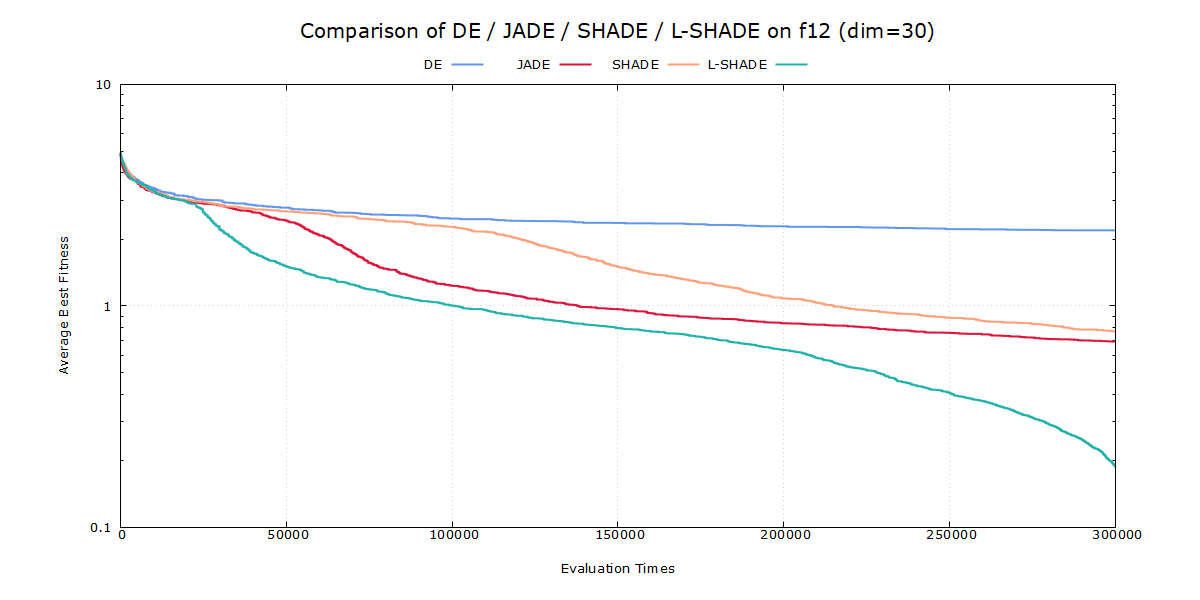 Comparison of DE / JADE / SHADE / L-SHADE on f12 (dim=30)
DE JADE SHADE L-SHADE
10
1
0.1
Average Best Fitness
0 50000 100000 150000 200000 250000 300000
Evaluation Times